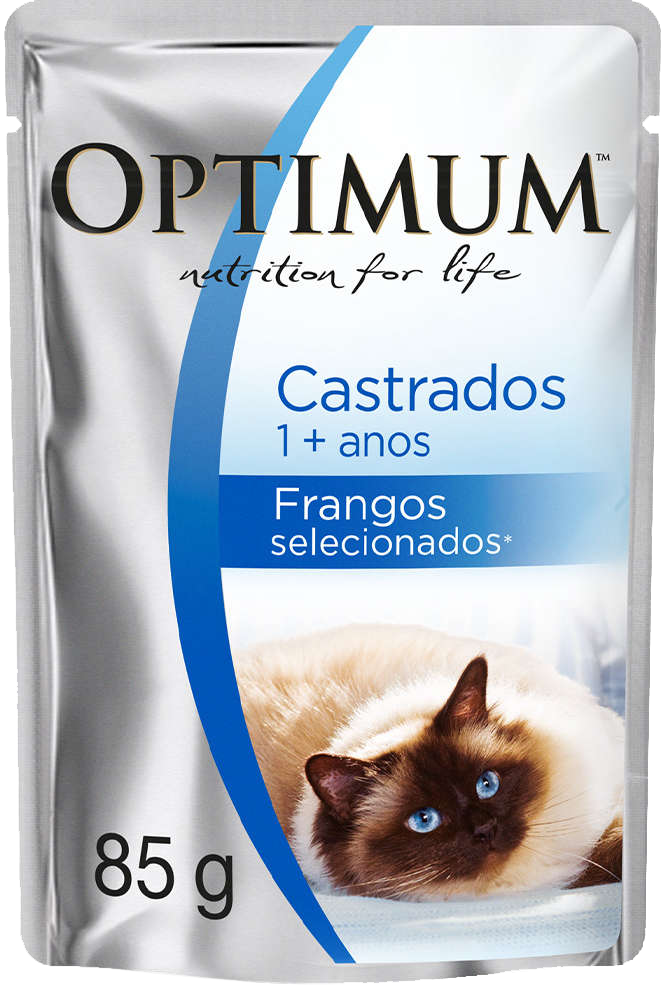 OPTIMUM™
nutrition for life
Castrados
1 + anos
Frangos
selecionados*
85 g